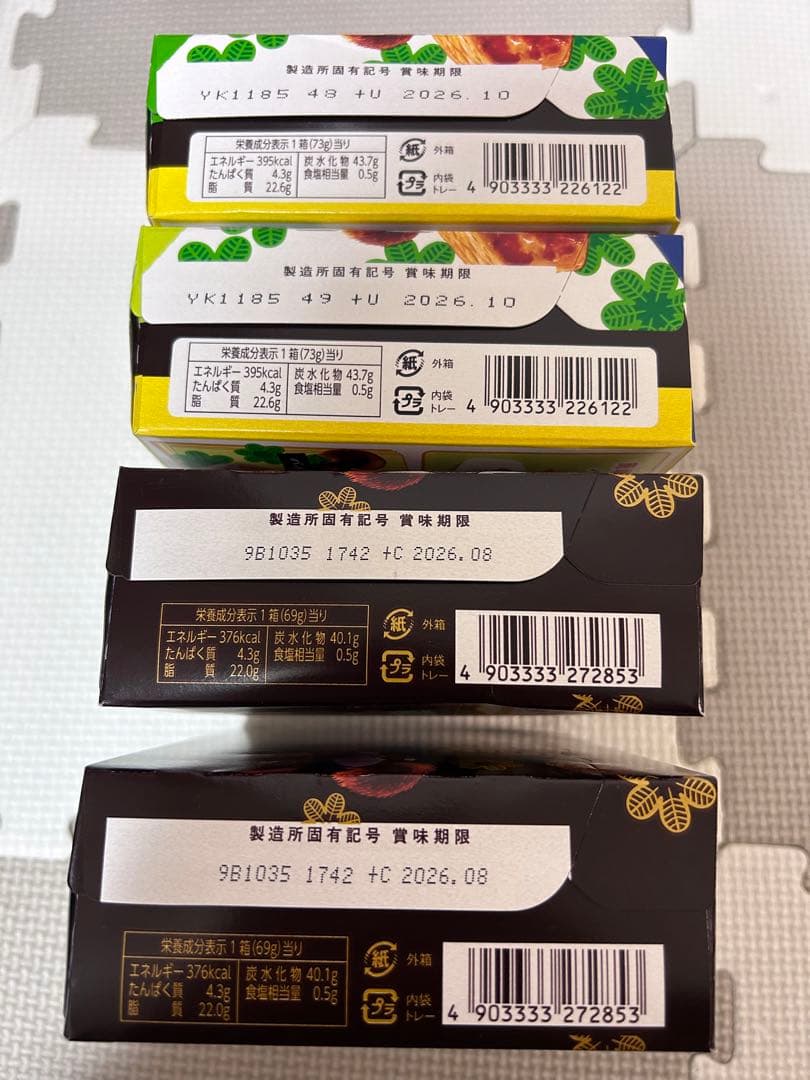 製造所固有記号 賞味期限
YK1185 48 +U 2026.10
栄養成分表示1箱(73g)当り
エネルギー 395kcal 炭水化物 43.7g
たんぱく質 4.3g 食塩相当量 0.5g
脂質 22.6g
紙 外箱
プラ 内袋
トレー
4 903333 226122
製造所固有記号 賞味期限
YK1185 49 +U 2026.10
栄養成分表示1箱(73g)当り
エネルギー 395kcal 炭水化物 43.7g
たんぱく質 4.3g 食塩相当量 0.5g
脂質 22.6g
紙 外箱
プラ 内袋
トレー
4 903333 226122
製造所固有記号 賞味期限
9B1035 1742 +C 2026.08
栄養成分表示1箱(69g)当り
エネルギー 376kcal 炭水化物 40.1g
たんぱく質 4.3g 食塩相当量 0.5g
脂質 22.0g
紙 外箱
プラ 内袋
トレー
4 903333 272853
製造所固有記号 賞味期限
9B1035 1742 +C 2026.08
栄養成分表示1箱(69g)当り
エネルギー 376kcal 炭水化物 40.1g
たんぱく質 4.3g 食塩相当量 0.5g
脂質 22.0g
紙 外箱
プラ 内袋
トレー
4 903333 272853